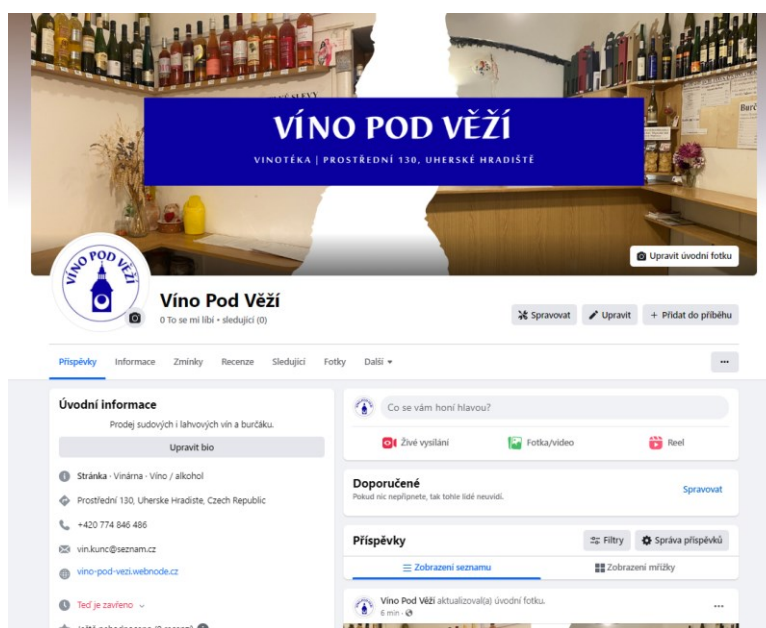 VÍNO POD VĚŽÍ
VINOTÉKA | PROSTŘEDNÍ 130, UHERSKÉ HRADIŠTĚ
Upravit úvodní fotku
VÍNO POD VĚŽÍ
Víno Pod Věží
0 To se mi líbí • sledující (0)
Spravovat
Upravit
+ Přidat do příběhu
Příspěvky Informace Zmínky Recenze Sledující Fotky Další
Úvodní informace
Prodej sudových i lahvových vín a burčáku.
Upravit bio
Stránka · Vinárna · Víno / alkohol
Prostřední 130, Uherske Hradiste, Czech Republic
+420 774 846 486
vin.kunc@seznam.cz
vino-pod-vezi.webnode.cz
Teď je zavřeno
Co se vám honí hlavou?
Živé vysílání Fotka/video Reel
Doporučené
Pokud nic nepřipnete, tak tohle lidé neuvidí.
Spravovat
Příspěvky
Filtry
Správa příspěvků
Zobrazení seznamu
Zobrazení mřížky
Víno Pod Věží aktualizoval(a) úvodní fotku.
6 min ·